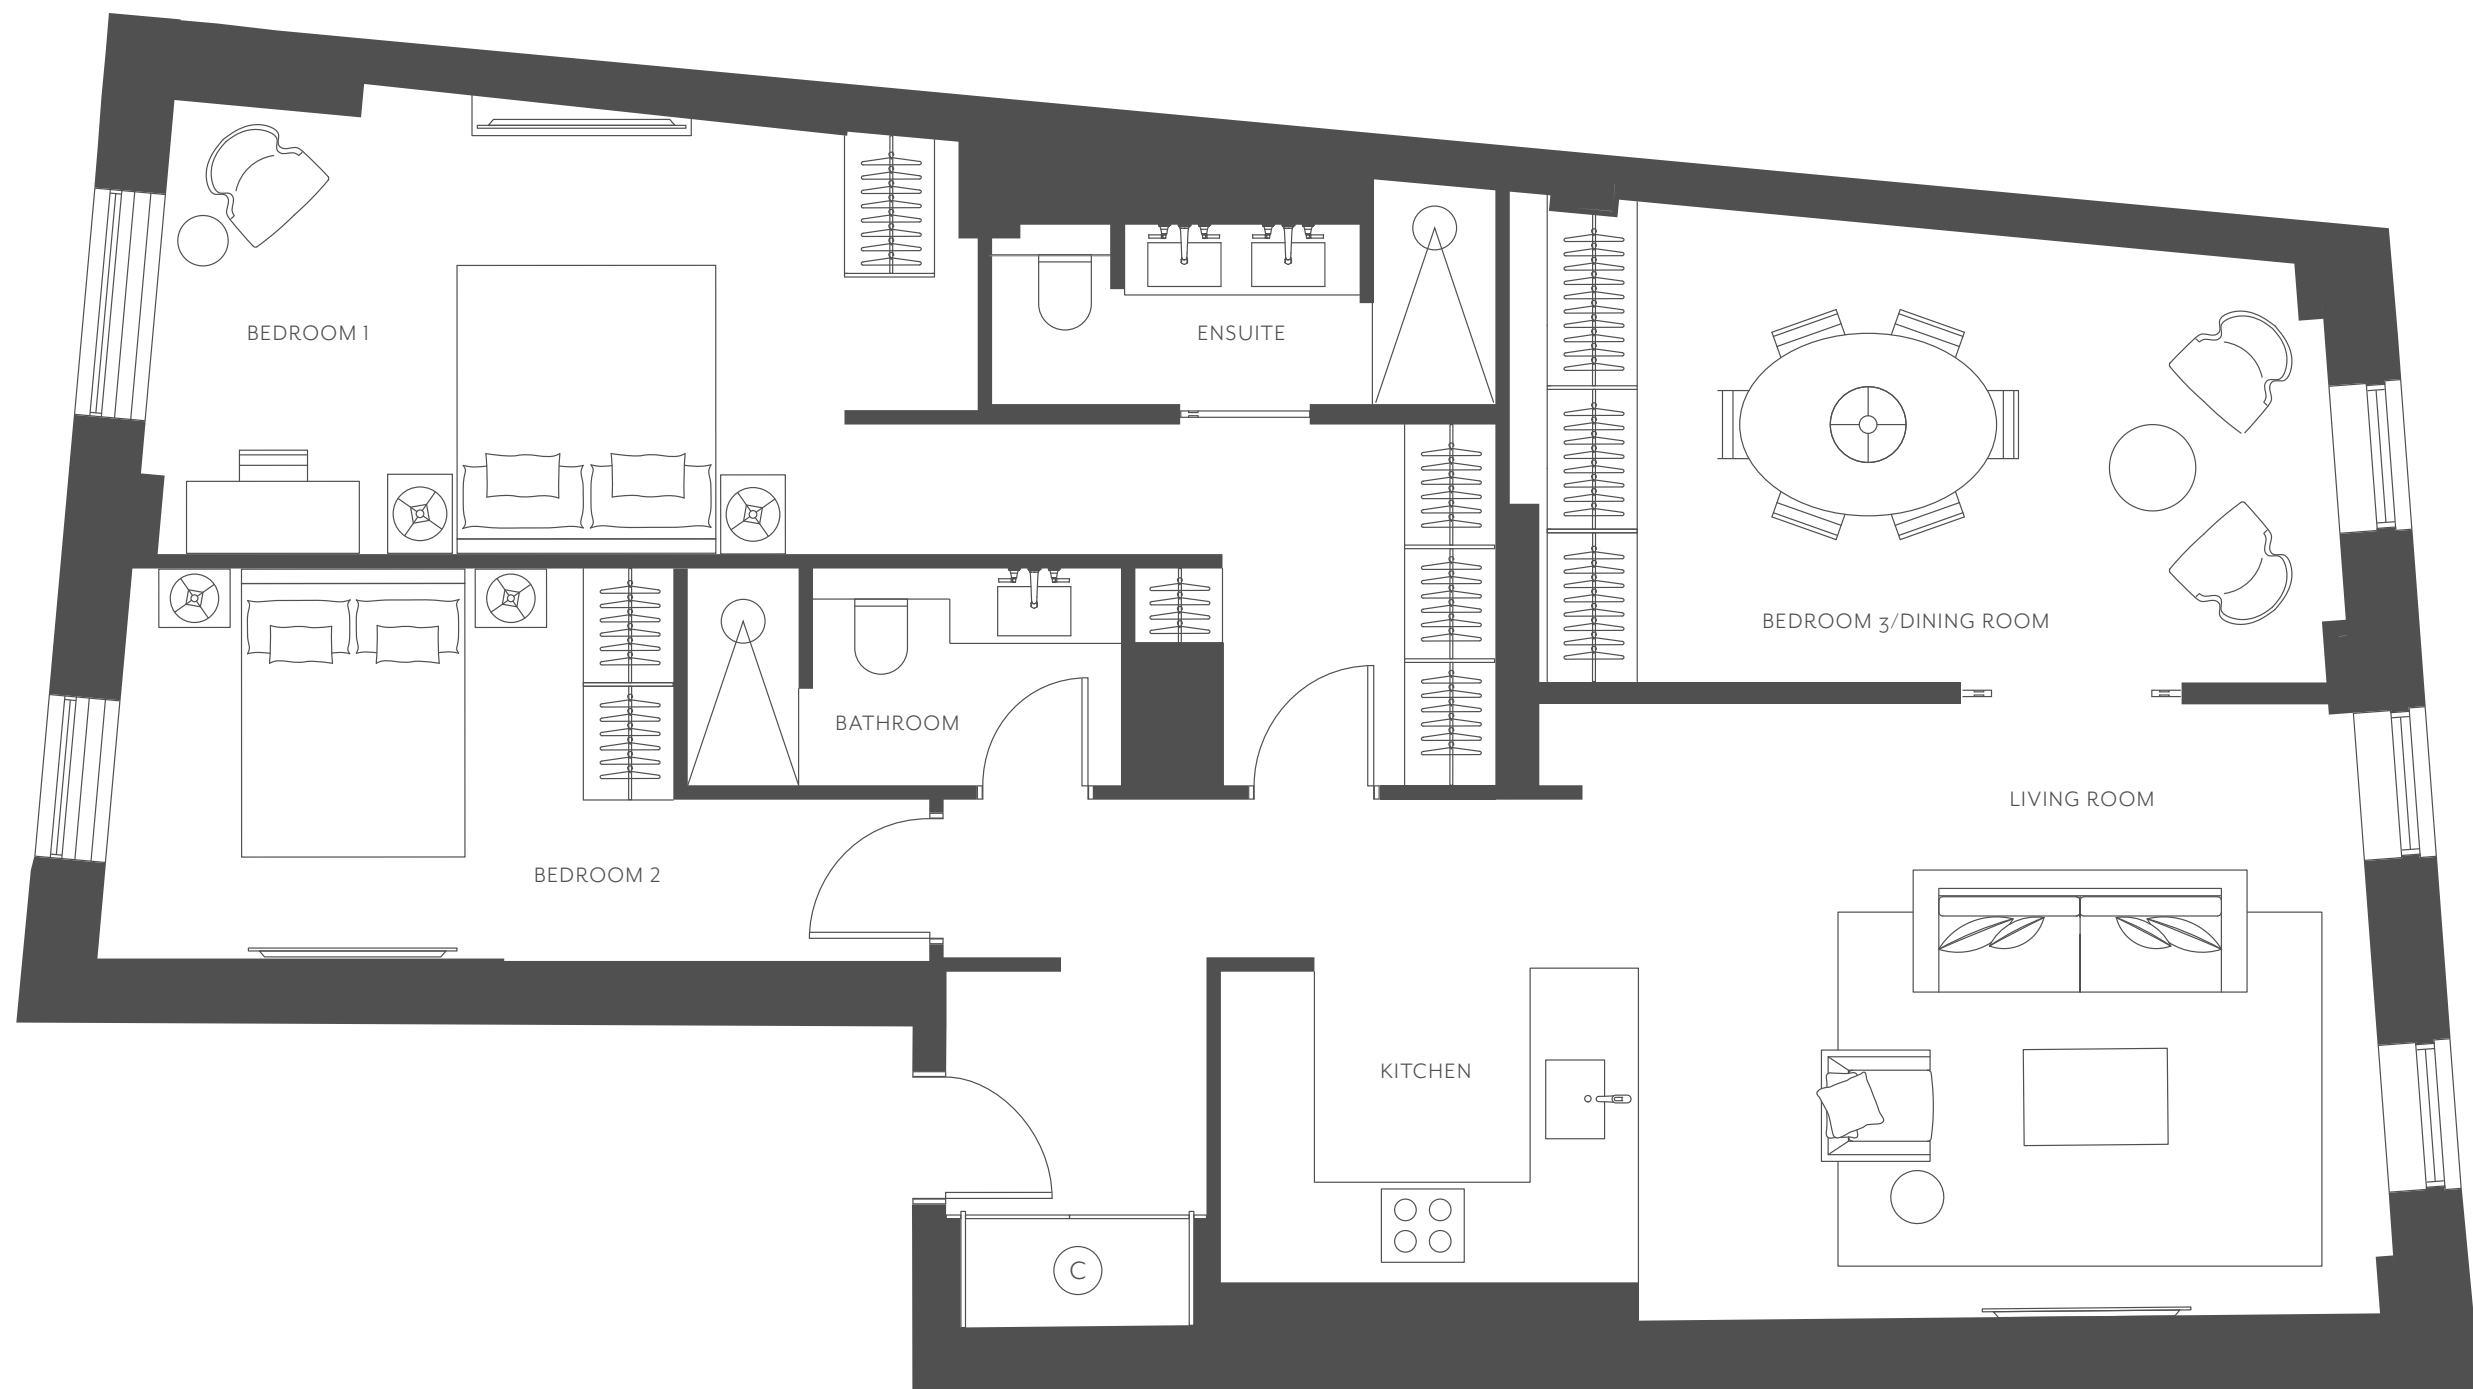 BEDROOM 1
ENSUITE
BEDROOM 3/DINING ROOM
BATHROOM
LIVING ROOM
BEDROOM 2
KITCHEN
C